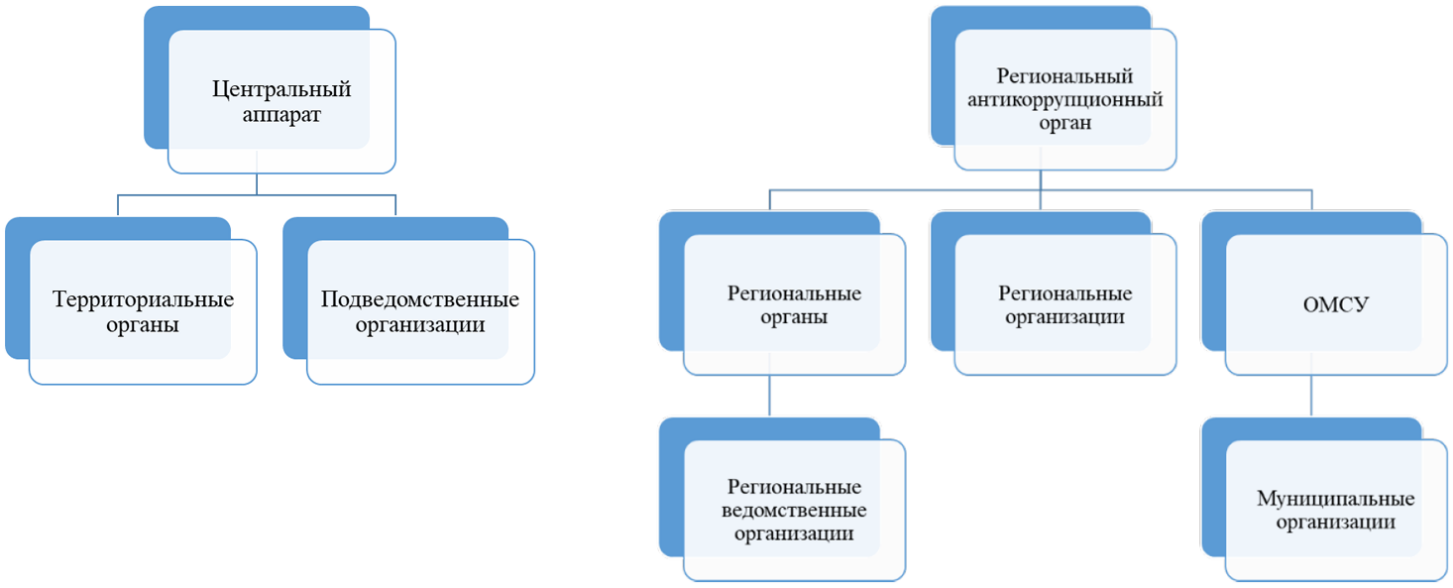 Центральный
аппарат
Территориальные
органы
Подведомственные
организации
Региональный
антикоррупционный
орган
Региональные
органы
Региональные
организации
ОМСУ
Региональные
ведомственные
организации
Муниципальные
организации